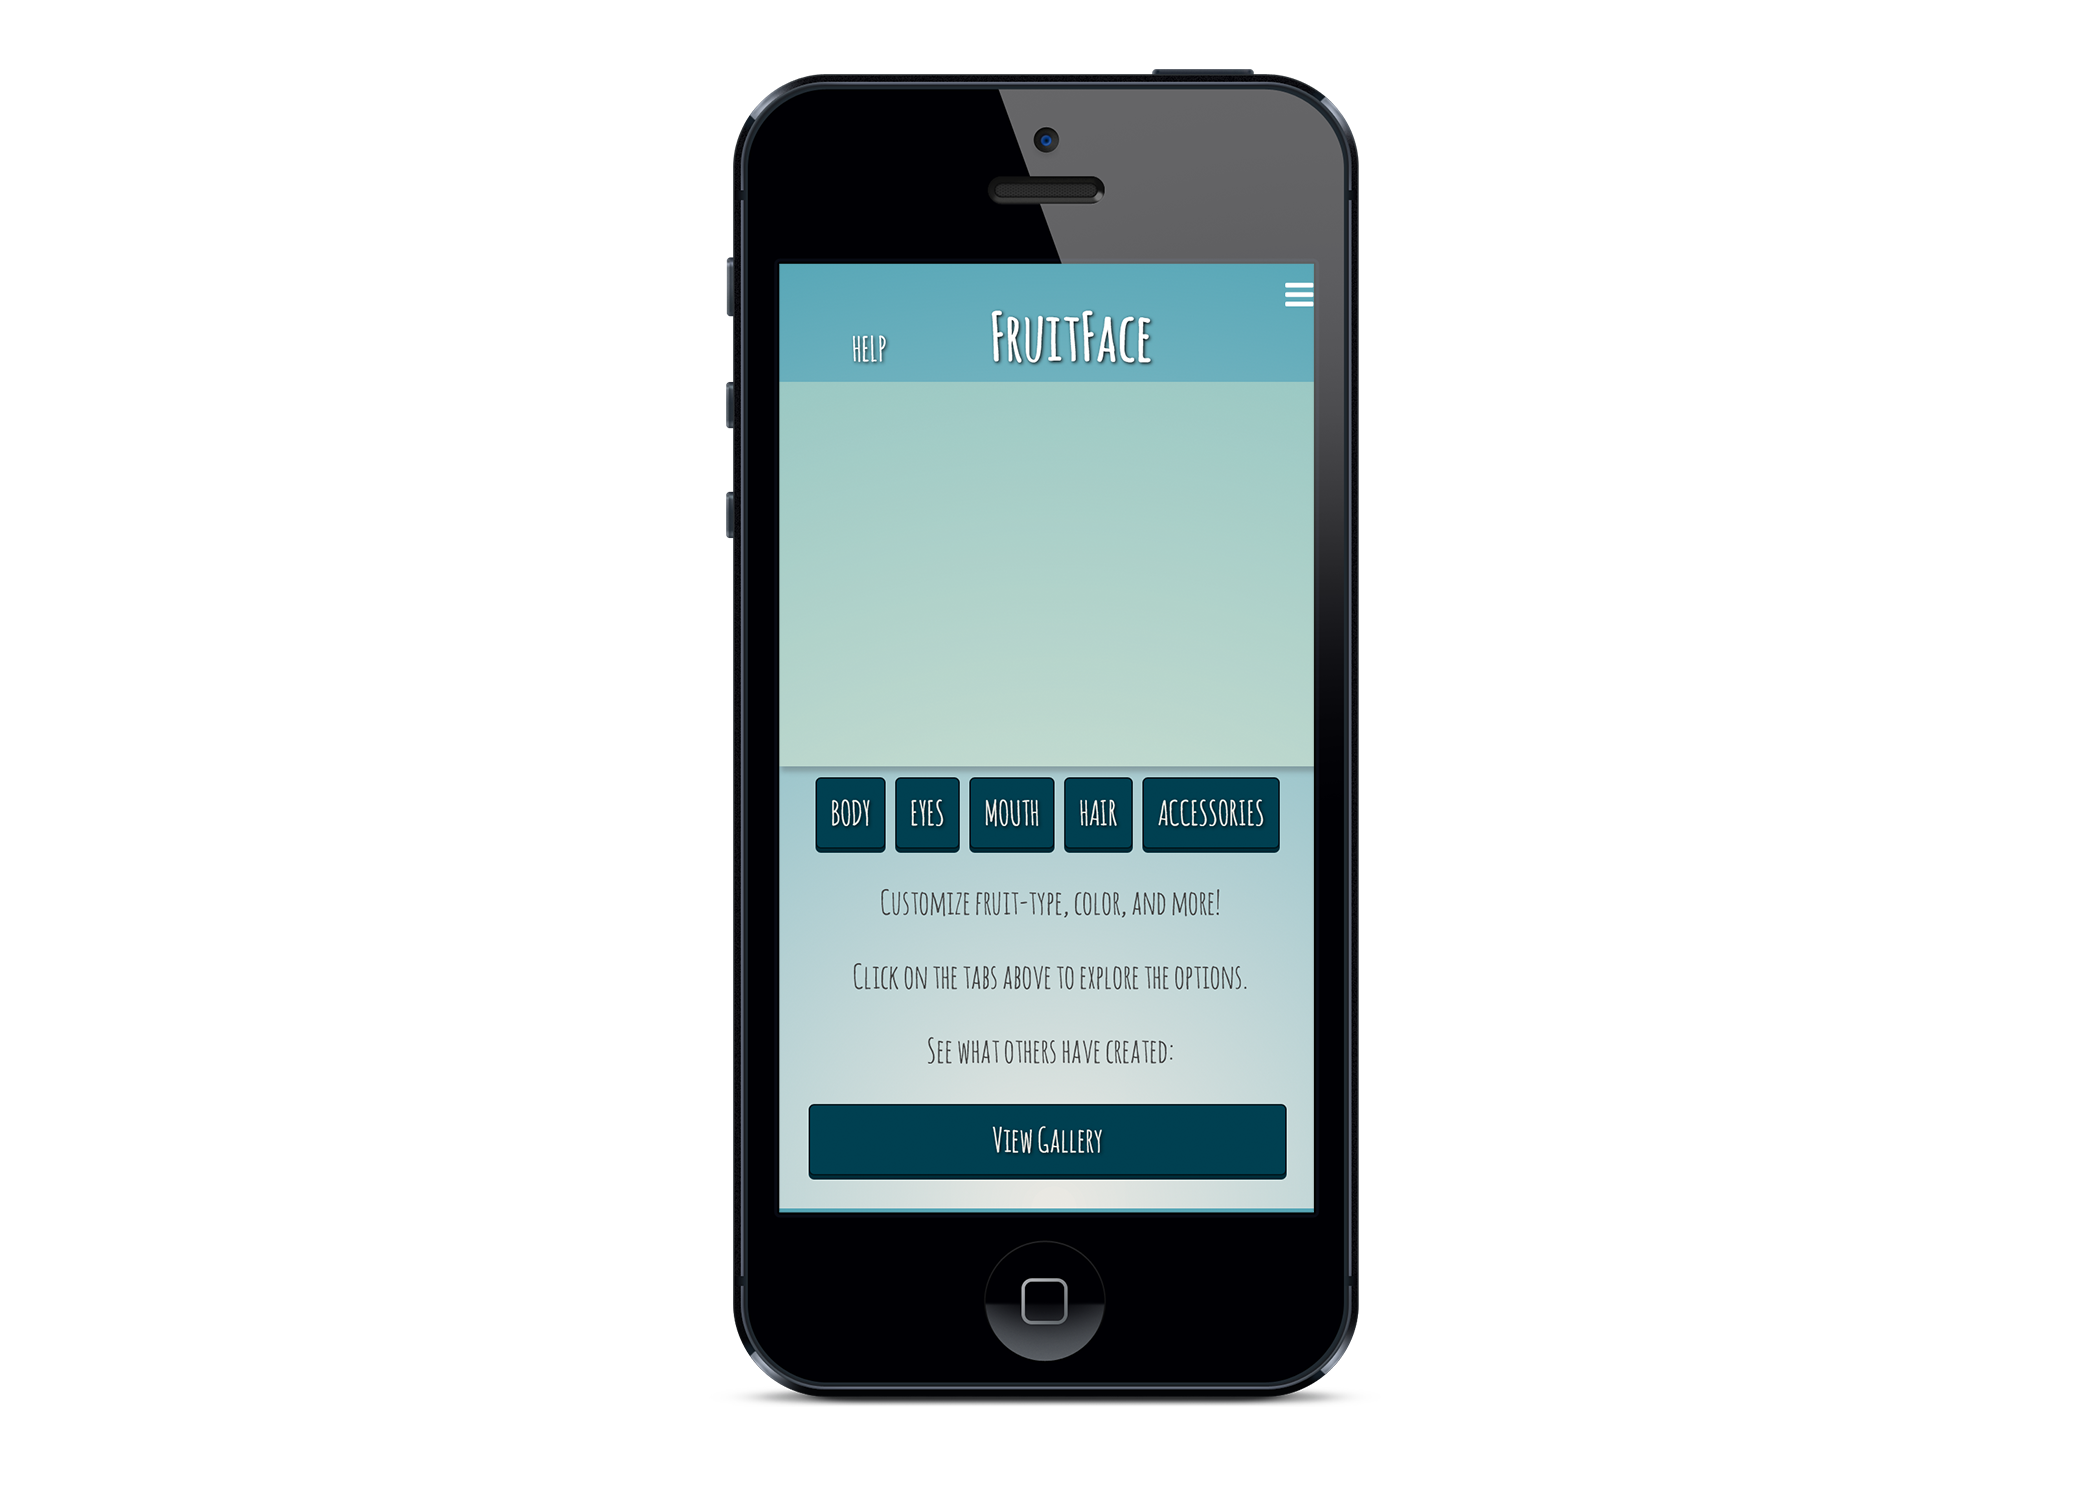 HELP
FRUITFACE
BODY EYES MOUTH HAIR ACCESSORIES
CUSTOMIZE FRUIT-TYPE, COLOR, AND MORE!
CLICK ON THE TABS ABOVE TO EXPLORE THE OPTIONS.
SEE WHAT OTHERS HAVE CREATED:
VIEW GALLERY